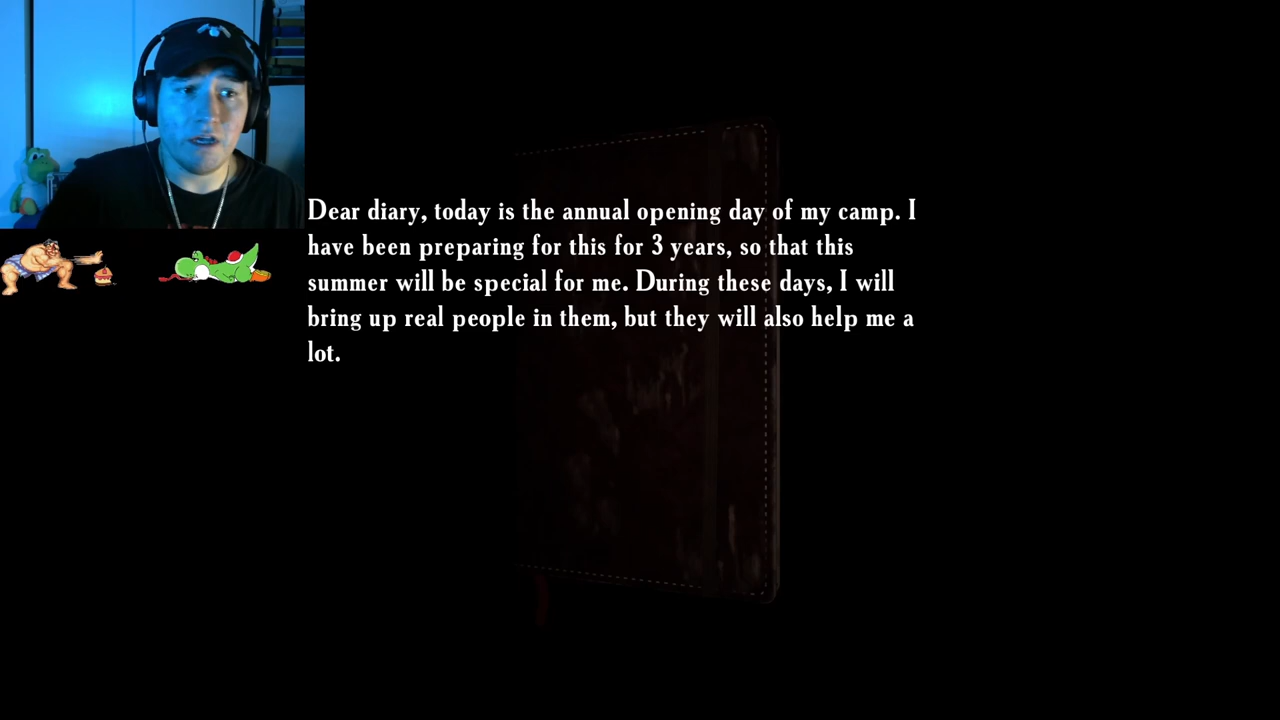 Dear diary, today is the annual opening day of my camp. I
have been preparing for this for 3 years, so that this
summer will be special for me. During these days, I will
bring up real people in them, but they will also help me a
lot.